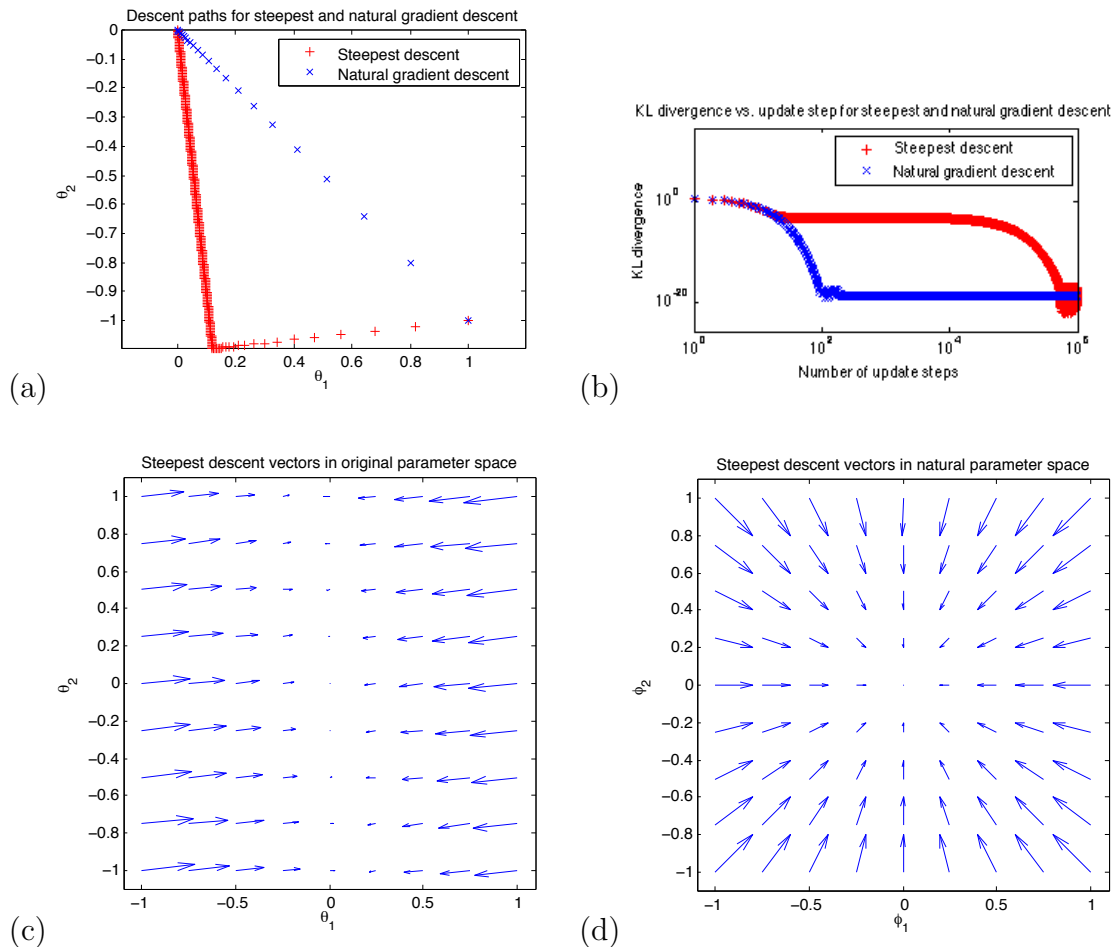 Descent paths for steepest and natural gradient descent
0
−0.1
−0.2
−0.3
−0.4
−0.5
−0.6
−0.7
−0.8
−0.9
−1
θ2
Steepest descent
Natural gradient descent
0 0.2 0.4 0.6 0.8 1
θ1
(a)
KL divergence vs. update step for steepest and natural gradient descent
Steepest descent
Natural gradient descent
10^0
10^-20
KL divergence
10^0 10^2 10^4 10^6
Number of update steps
(b)
Steepest descent vectors in original parameter space
1
0.8
0.6
0.4
0.2
0
−0.2
−0.4
−0.6
−0.8
−1
θ2
−1 −0.5 0 0.5 1
θ1
(c)
Steepest descent vectors in natural parameter space
1
0.8
0.6
0.4
0.2
0
−0.2
−0.4
−0.6
−0.8
−1
ϕ2
−1 −0.5 0 0.5 1
ϕ1
(d)